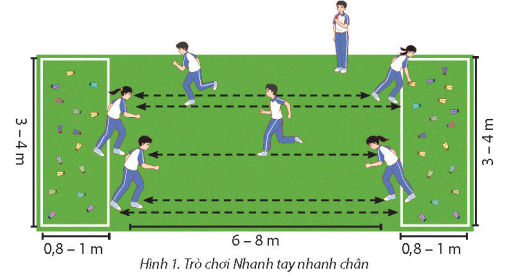 3 – 4 m
3 – 4 m
0,8 – 1 m
6 – 8 m
0,8 – 1 m
Hình 1. Trò chơi Nhanh tay nhanh chân